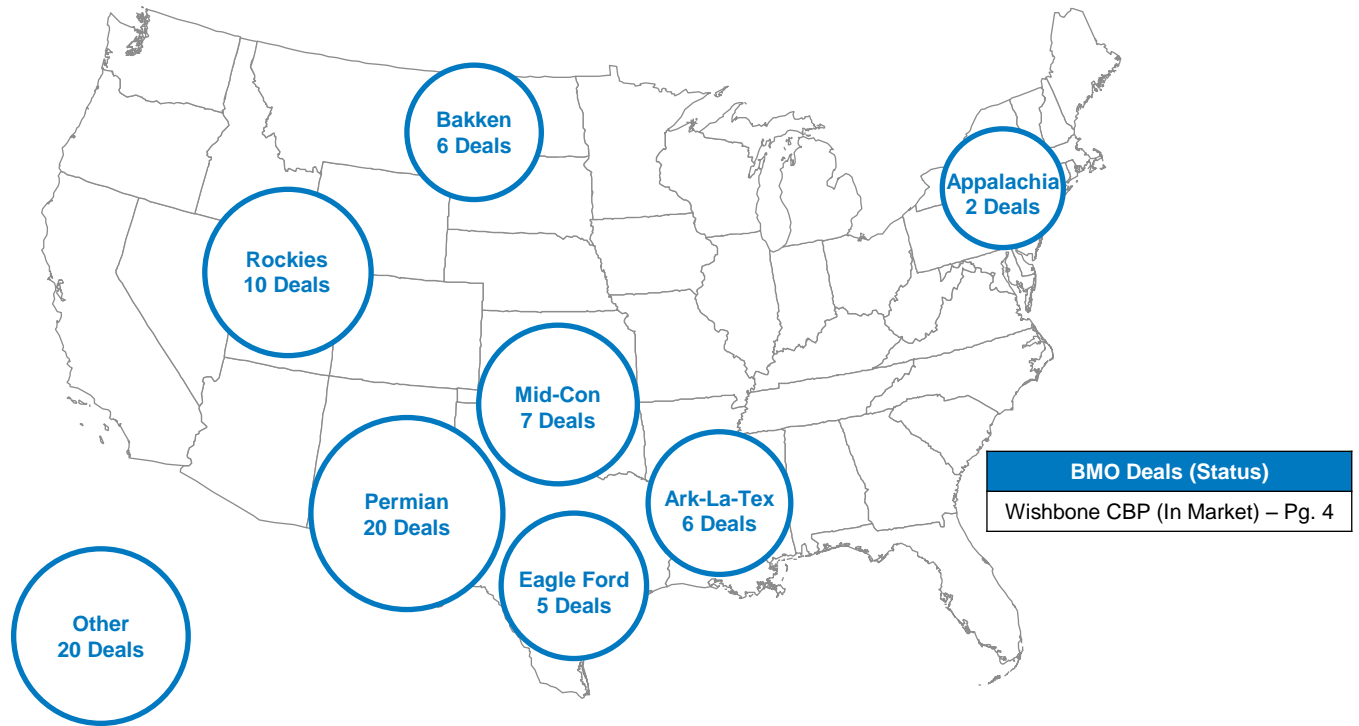 Bakken
6 Deals
Appalachia
2 Deals
Rockies
10 Deals
Mid-Con
7 Deals
Permian
20 Deals
Ark-La-Tex
6 Deals
BMO Deals (Status)
Wishbone CBP (In Market) – Pg. 4
Eagle Ford
5 Deals
Other
20 Deals